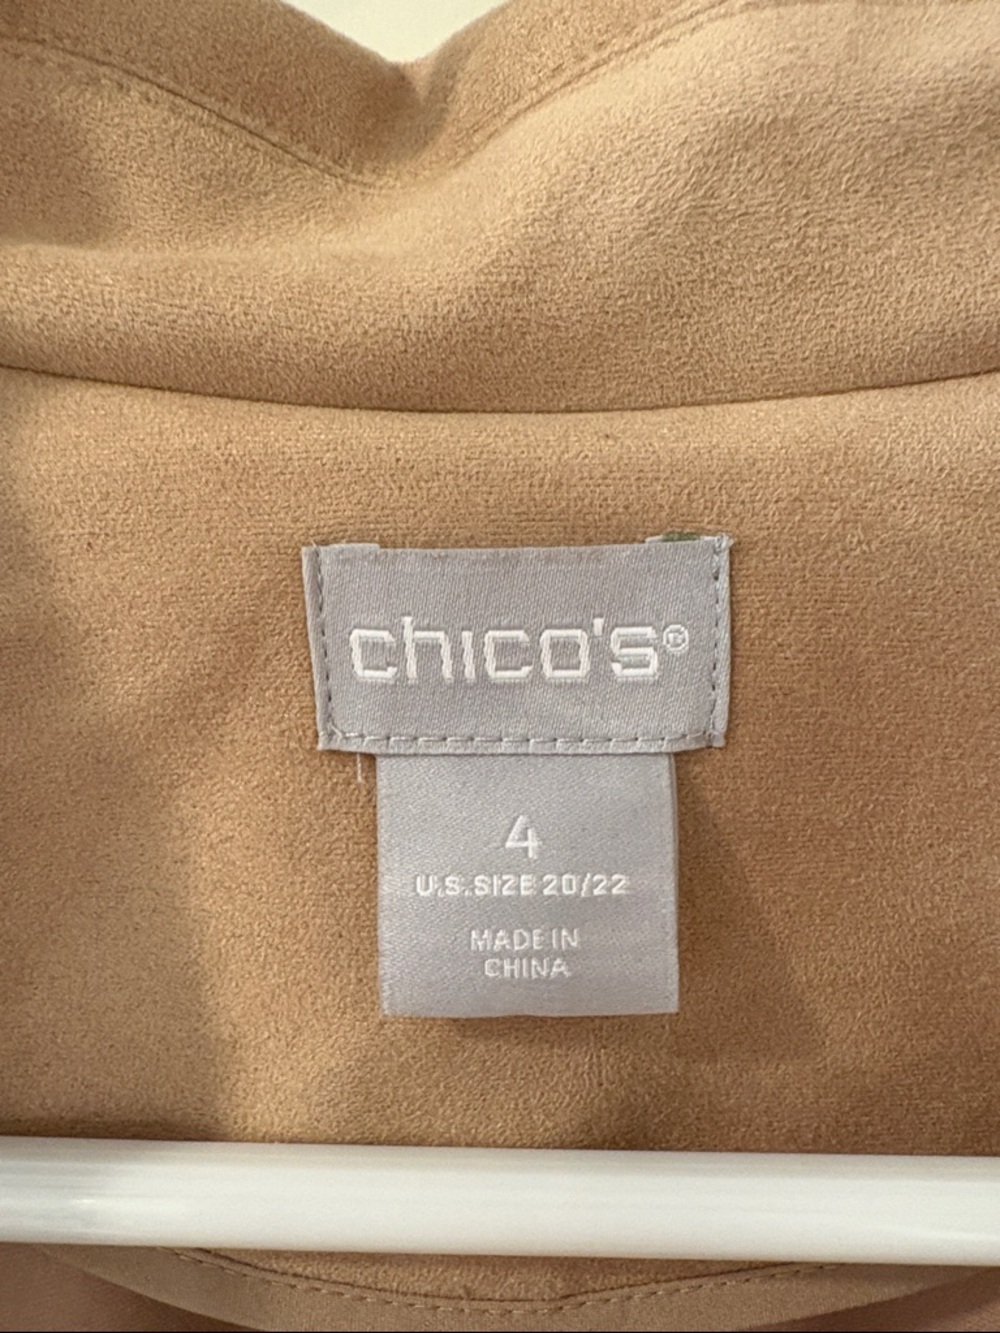 chico's®
4
U.S. SIZE 20/22
MADE IN
CHINA